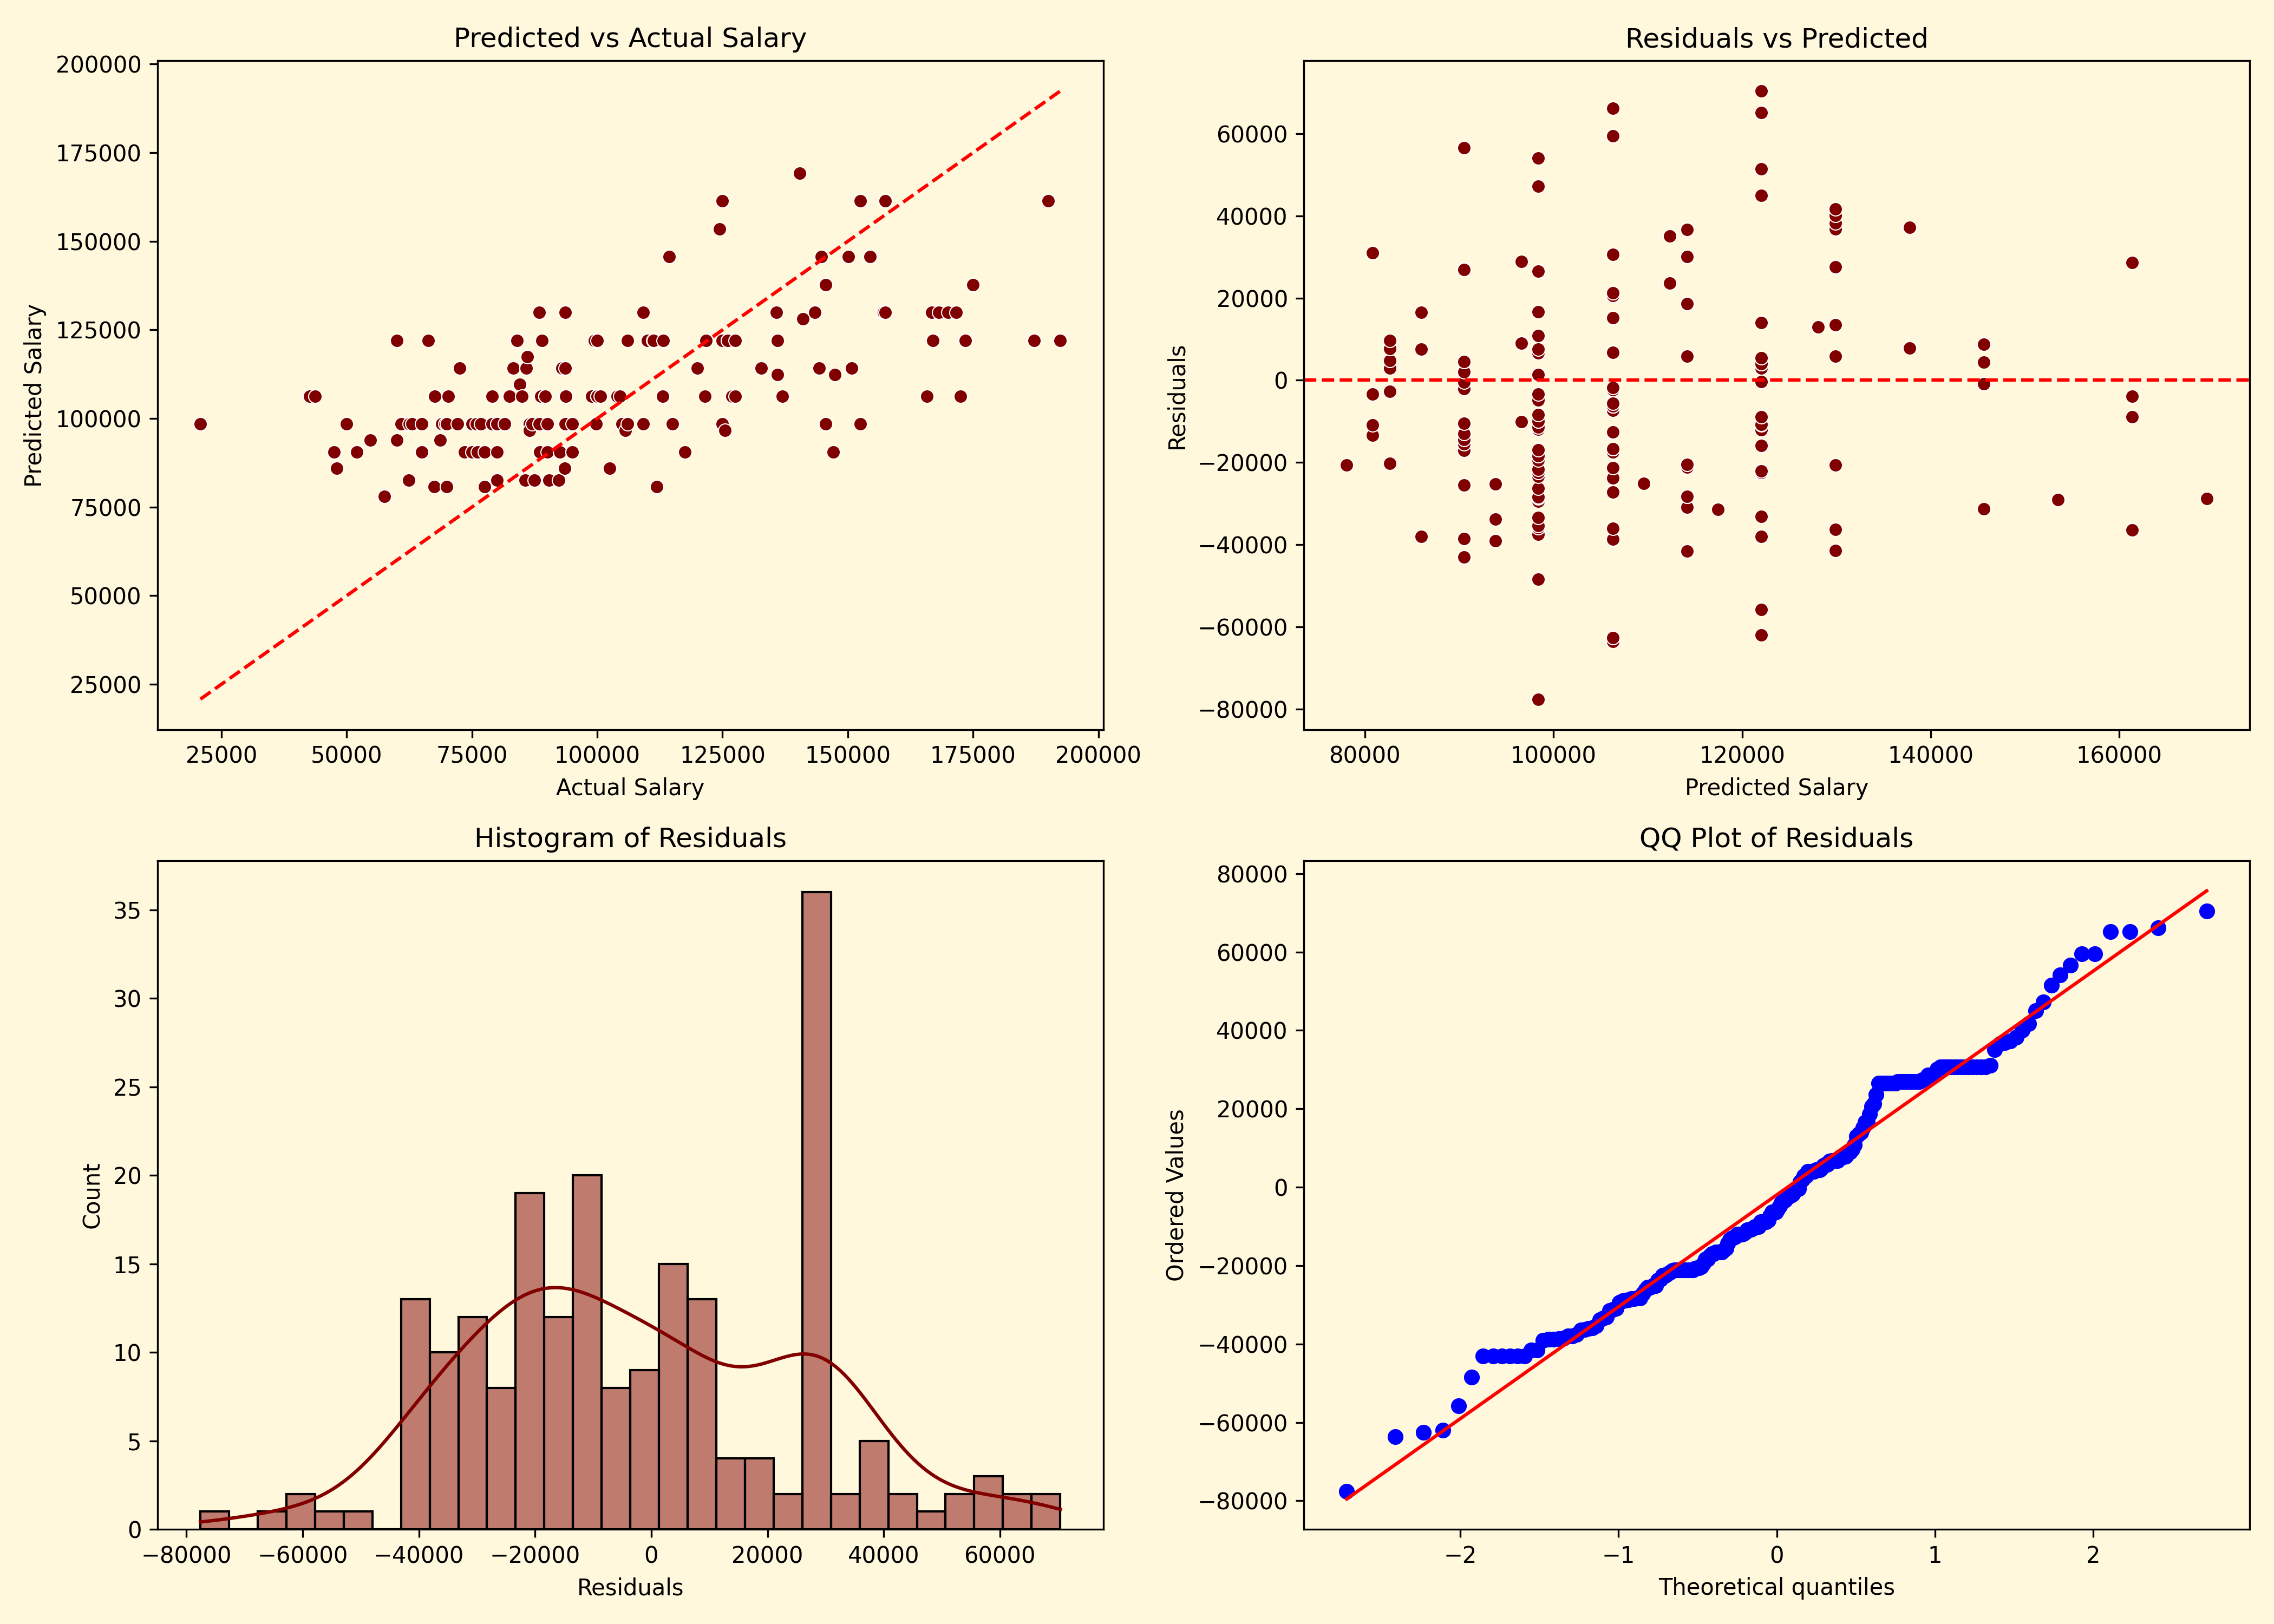 Predicted vs Actual Salary
200000
175000
150000
125000
100000
75000
50000
25000
Predicted Salary
25000 50000 75000 100000 125000 150000 175000 200000
Actual Salary
Residuals vs Predicted
60000
40000
20000
0
−20000
−40000
−60000
−80000
Residuals
80000 100000 120000 140000 160000
Predicted Salary
Histogram of Residuals
35
30
25
20
15
10
5
0
Count
−80000 −60000 −40000 −20000 0 20000 40000 60000
Residuals
QQ Plot of Residuals
80000
60000
40000
20000
0
−20000
−40000
−60000
−80000
Ordered Values
−2 −1 0 1 2
Theoretical quantiles